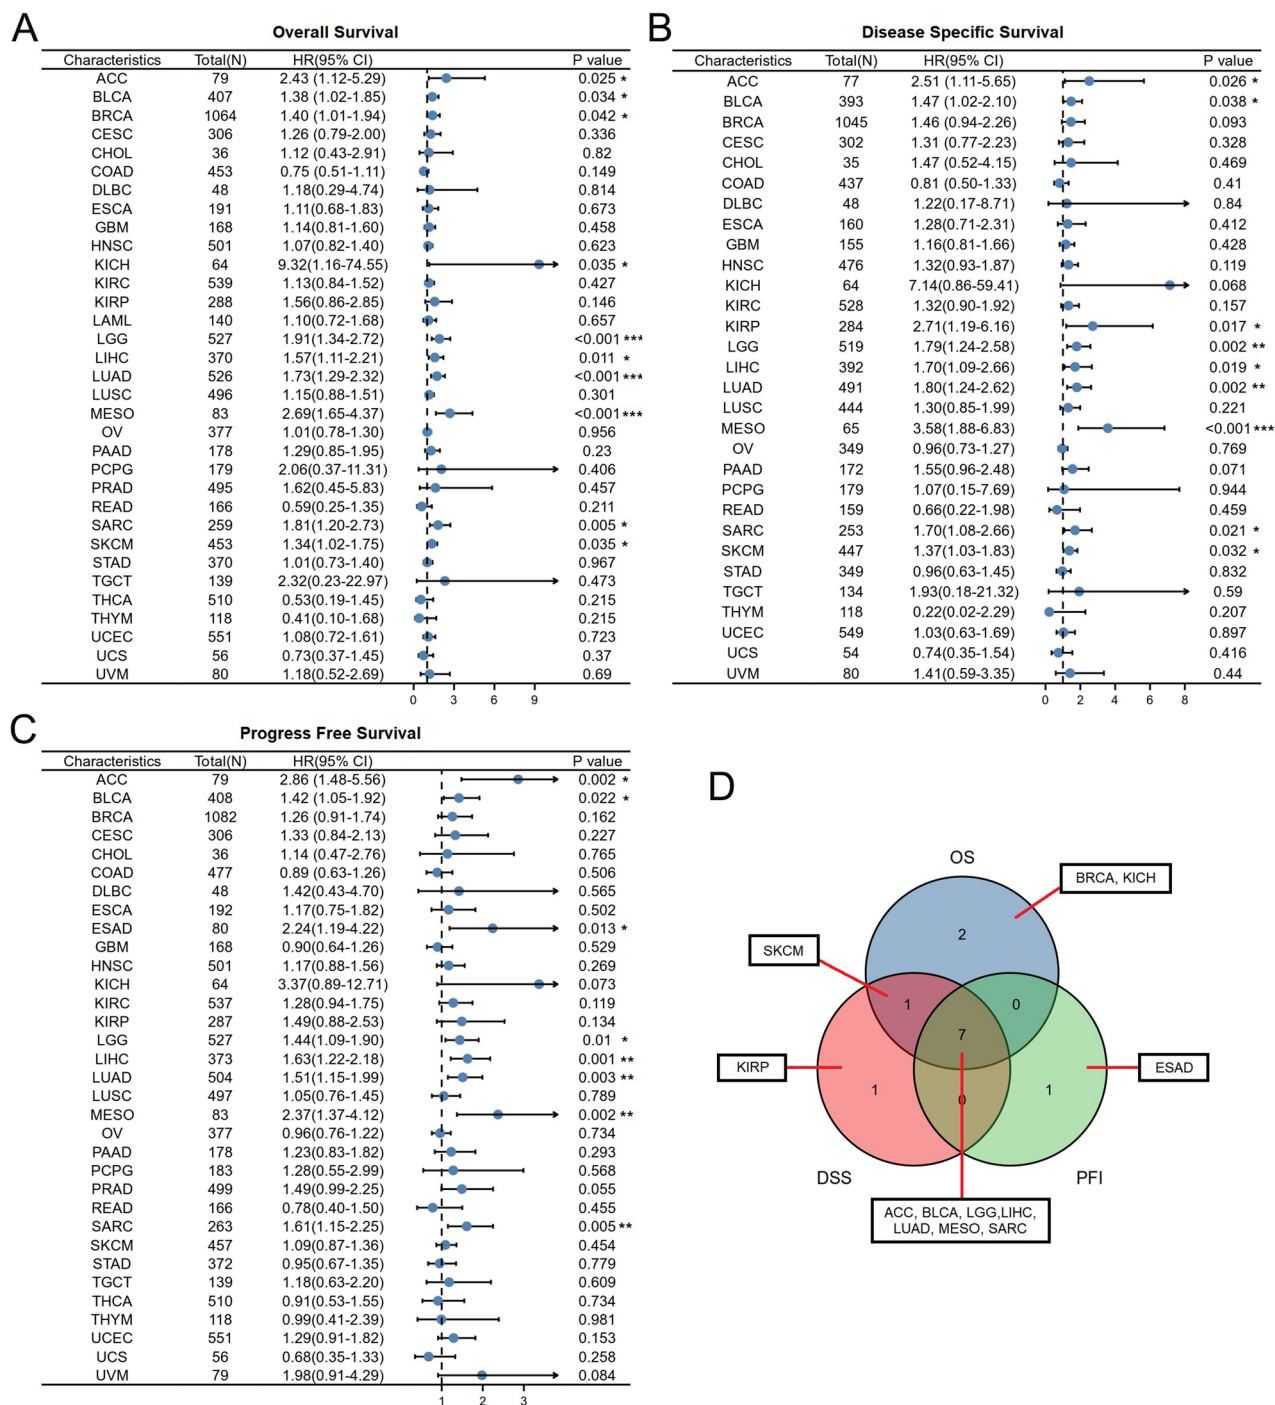 A
Overall Survival
Characteristics Total(N) HR(95% CI) P value
ACC 79 2.43 (1.12-5.29) 0.025 *
BLCA 407 1.38 (1.02-1.85) 0.034 *
BRCA 1064 1.40 (1.01-1.94) 0.042 *
CESC 306 1.26 (0.79-2.00) 0.336
CHOL 36 1.12 (0.43-2.91) 0.82
COAD 453 0.75 (0.51-1.11) 0.149
DLBC 48 1.18(0.29-4.74) 0.814
ESCA 191 1.11(0.68-1.83) 0.673
GBM 168 1.14(0.81-1.60) 0.458
HNSC 501 1.07(0.82-1.40) 0.623
KICH 64 9.32(1.16-74.55) 0.035 *
KIRC 539 1.13(0.84-1.52) 0.427
KIRP 288 1.56(0.86-2.85) 0.146
LAML 140 1.10(0.72-1.68) 0.657
LGG 527 1.91(1.34-2.72) <0.001 ***
LIHC 370 1.57(1.11-2.21) 0.011 *
LUAD 526 1.73(1.29-2.32) <0.001 ***
LUSC 496 1.15(0.88-1.51) 0.301
MESO 83 2.69(1.65-4.37) <0.001 ***
OV 377 1.01(0.78-1.30) 0.956
PAAD 178 1.29(0.85-1.95) 0.23
PCPG 179 2.06(0.37-11.31) 0.406
PRAD 495 1.62(0.45-5.83) 0.457
READ 166 0.59(0.25-1.35) 0.211
SARC 259 1.81(1.20-2.73) 0.005 *
SKCM 453 1.34(1.02-1.75) 0.035 *
STAD 370 1.01(0.73-1.40) 0.967
TGCT 139 2.32(0.23-22.97) 0.473
THCA 510 0.53(0.19-1.45) 0.215
THYM 118 0.41(0.10-1.68) 0.215
UCEC 551 1.08(0.72-1.61) 0.723
UCS 56 0.73(0.37-1.45) 0.37
UVM 80 1.18(0.52-2.69) 0.69
0 3 6 9
B
Disease Specific Survival
Characteristics Total(N) HR(95% CI) P value
ACC 77 2.51 (1.11-5.65) 0.026 *
BLCA 393 1.47 (1.02-2.10) 0.038 *
BRCA 1045 1.46 (0.94-2.26) 0.093
CESC 302 1.31 (0.77-2.23) 0.328
CHOL 35 1.47 (0.52-4.15) 0.469
COAD 437 0.81 (0.50-1.33) 0.41
DLBC 48 1.22(0.17-8.71) 0.84
ESCA 160 1.28(0.71-2.31) 0.412
GBM 155 1.16(0.81-1.66) 0.428
HNSC 476 1.32(0.93-1.87) 0.119
KICH 64 7.14(0.86-59.41) 0.068
KIRC 528 1.32(0.90-1.92) 0.157
KIRP 284 2.71(1.19-6.16) 0.017 *
LGG 519 1.79(1.24-2.58) 0.002 **
LIHC 392 1.70(1.09-2.66) 0.019 *
LUAD 491 1.80(1.24-2.62) 0.002 **
LUSC 444 1.30(0.85-1.99) 0.221
MESO 65 3.58(1.88-6.83) <0.001 ***
OV 349 0.96(0.73-1.27) 0.769
PAAD 172 1.55(0.96-2.48) 0.071
PCPG 179 1.07(0.15-7.69) 0.944
READ 159 0.66(0.22-1.98) 0.459
SARC 253 1.70(1.08-2.66) 0.021 *
SKCM 447 1.37(1.03-1.83) 0.032 *
STAD 349 0.96(0.63-1.45) 0.832
TGCT 134 1.93(0.18-21.32) 0.59
THYM 118 0.22(0.02-2.29) 0.207
UCEC 549 1.03(0.63-1.69) 0.897
UCS 54 0.74(0.35-1.54) 0.416
UVM 80 1.41(0.59-3.35) 0.44
0 2 4 6 8
C
Progress Free Survival
Characteristics Total(N) HR(95% CI) P value
ACC 79 2.86 (1.48-5.56) 0.002 *
BLCA 408 1.42 (1.05-1.92) 0.022 *
BRCA 1082 1.26 (0.91-1.74) 0.162
CESC 306 1.33 (0.84-2.13) 0.227
CHOL 36 1.14 (0.47-2.76) 0.765
COAD 477 0.89 (0.63-1.26) 0.506
DLBC 48 1.42(0.43-4.70) 0.565
ESCA 192 1.17(0.75-1.82) 0.502
ESAD 80 2.24(1.19-4.22) 0.013 *
GBM 168 0.90(0.64-1.26) 0.529
HNSC 501 1.17(0.88-1.56) 0.269
KICH 64 3.37(0.89-12.71) 0.073
KIRC 537 1.28(0.94-1.75) 0.119
KIRP 287 1.49(0.88-2.53) 0.134
LGG 527 1.44(1.09-1.90) 0.01 *
LIHC 373 1.63(1.22-2.18) 0.001 **
LUAD 504 1.51(1.15-1.99) 0.003 **
LUSC 497 1.05(0.76-1.45) 0.789
MESO 83 2.37(1.37-4.12) 0.002 **
OV 377 0.96(0.76-1.22) 0.734
PAAD 178 1.23(0.83-1.82) 0.293
PCPG 183 1.28(0.55-2.99) 0.568
PRAD 499 1.49(0.99-2.25) 0.055
READ 166 0.78(0.40-1.50) 0.455
SARC 263 1.61(1.15-2.25) 0.005 **
SKCM 457 1.09(0.87-1.36) 0.454
STAD 372 0.95(0.67-1.35) 0.779
TGCT 139 1.18(0.63-2.20) 0.609
THCA 510 0.91(0.53-1.55) 0.734
THYM 118 0.99(0.41-2.39) 0.981
UCEC 551 1.29(0.91-1.82) 0.153
UCS 56 0.68(0.35-1.33) 0.258
UVM 79 1.98(0.91-4.29) 0.084
1 2 3
D
OS
BRCA, KICH
2
SKCM
1
0
7
KIRP
ESAD
1
0
1
DSS
PFI
ACC, BLCA, LGG,LIHC,
LUAD, MESO, SARC